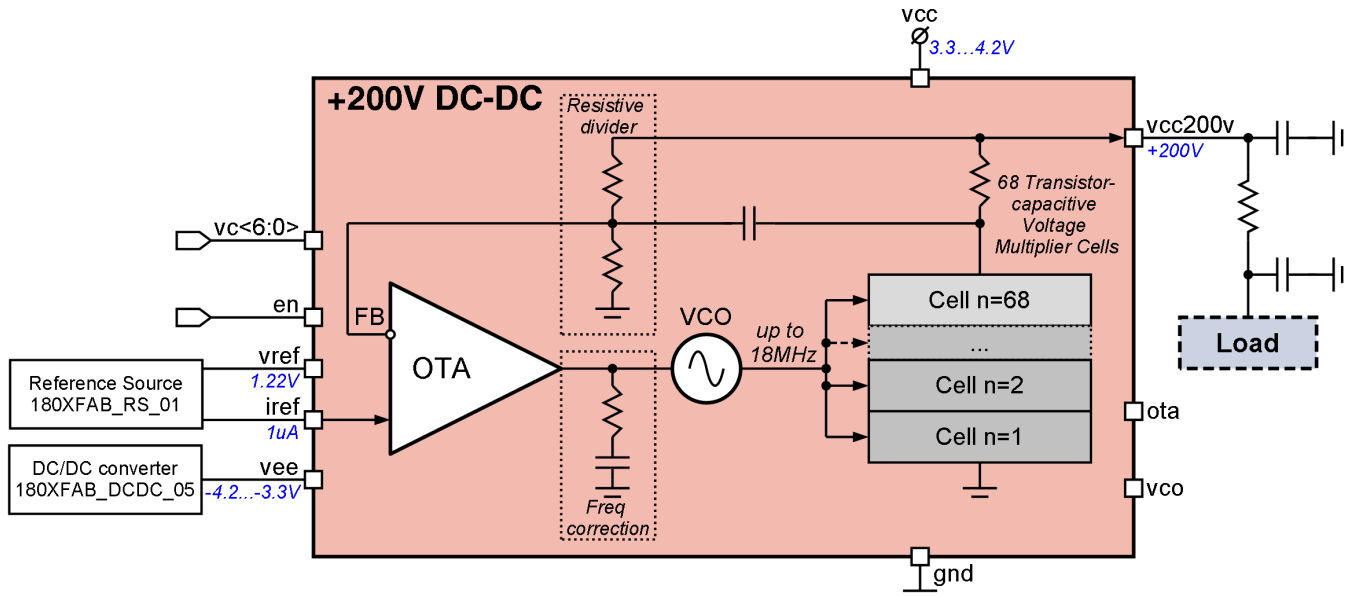 vcc
3.3...4.2V
+200V DC-DC
Resistive
divider
vcc200v
+200V
68 Transistor-
capacitive
Voltage
Multiplier Cells
vc<6:0>
en
FB
VCO
up to
18MHz
Cell n=68
...
Cell n=2
Cell n=1
Load
vref
1.22V
Reference Source
180XFAB_RS_01
iref
1uA
OTA
ota
vee
-4.2...-3.3V
DC/DC converter
180XFAB_DCDC_05
vco
Freq
correction
gnd